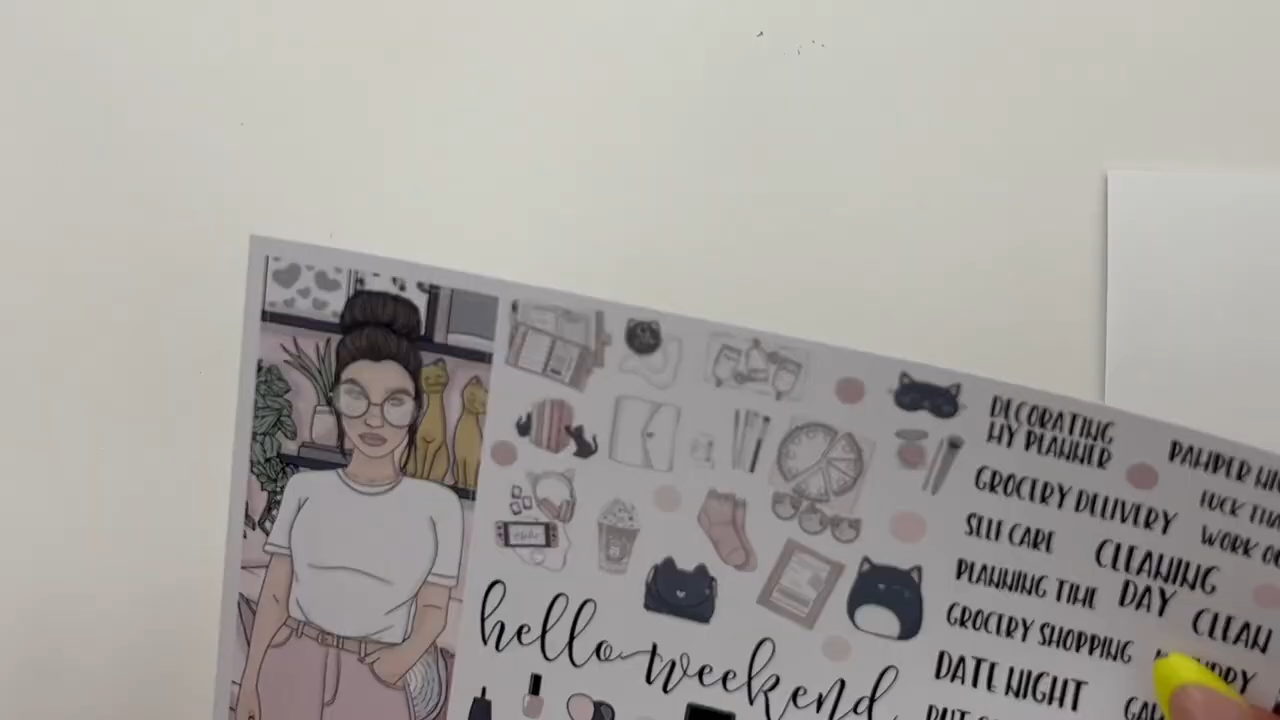 DECORATING
MY PLANNER
GROCERY DELIVERY
SELF CARE
PLANNING TIME
GROCERY SHOPPING
DATE NIGHT
PAMPER
WORK
CLEANING
DAY
CLEAN
hello weekend